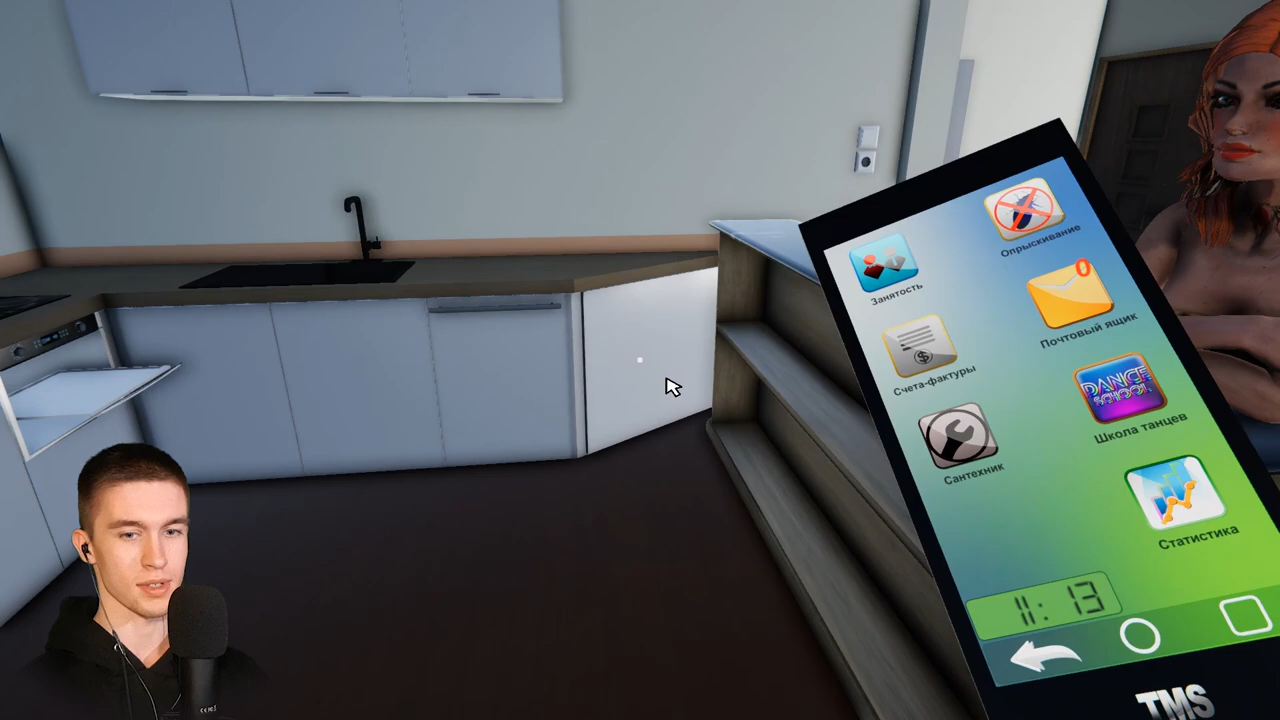 Опрыскивание
Занятость
0
Почтовый ящик
Счета-фактуры
DANCE
SCHOOL
Школа танцев
Сантехник
Статистика
11:13
TMS